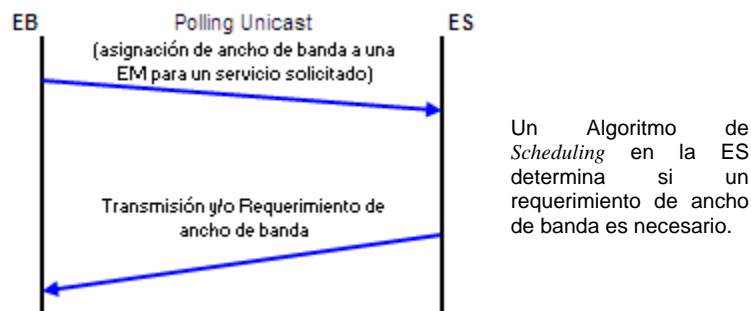 EB Polling Unicast ES
(asignación de ancho de banda a una
EM para un servicio solicitado)
Transmisión y/o Requerimiento de
ancho de banda
Un Algoritmo de
Scheduling en la ES
determina si un
requerimiento de ancho
de banda es necesario.